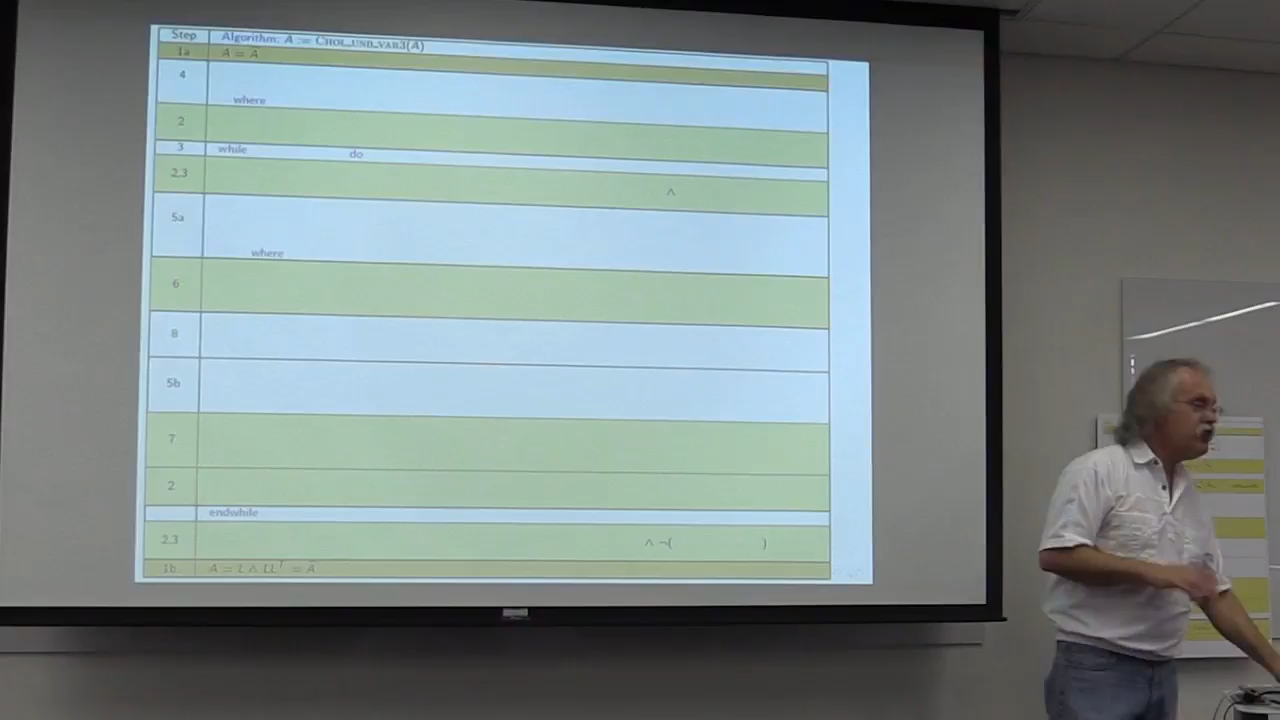 Step Algorithm: A := CHOL_UNB_VAR3(A)
1a A = Â
4
where
2
3 while do
2,3 ∧
5a
where
6
8
5b
7
2
endwhile
2,3 ∧ ¬( )
1b A = L ∧ LLᵀ = Â